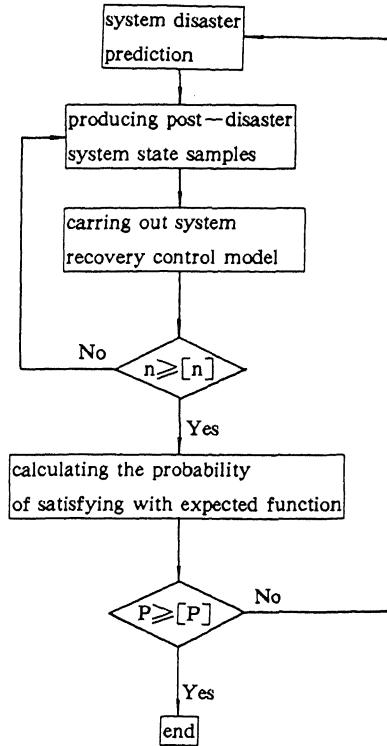 system disaster
prediction
producing post—disaster
system state samples
carring out system
recovery control model
No
n⩾[n]
Yes
calculating the probability
of satisfying with expected function
P⩾[P]
No
Yes
end